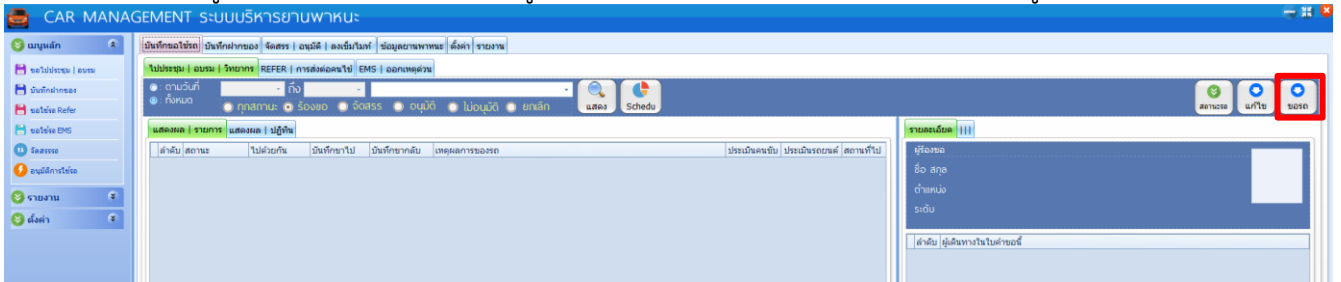 CAR MANAGEMENT ระบบบริหารยานพาหนะ
เมนูหลัก
ขอไปประชุม | อบรม
บันทึกฝากของ
ขอใช้รถ Refer
ขอใช้รถ EMS
จัดสรรรถ
อนุมัติการใช้รถ
รายงาน
ตั้งค่า
บันทึกขอใช้รถ บันทึกฝากของ จัดสรร | อนุมัติ | ลงเข็มไมล์ ข้อมูลยานพาหนะ ตั้งค่า รายงาน
ไปประชุม | อบรม | วิทยากร REFER | การส่งต่อคนไข้ EMS | ออกเหตุด่วน
ตามวันที่ - ถึง -
ทั้งหมด ทุกสถานะ ร้องขอ จัดสรร อนุมัติ ไม่อนุมัติ ยกเลิก
แสดง Schedu
สถานะรถ แก้ไข ขอรถ
แสดงผล | รายการ แสดงผล | ปฏิทิน
ลำดับ สถานะ ไปด้วยกัน บันทึกขาไป บันทึกขากลับ เหตุผลการขอรถ ประเมินคนขับ ประเมินรถยนต์ สถานที่ไป
รายละเอียด |||
ผู้ร้องขอ
ชื่อ สกุล
ตำแหน่ง
ระดับ
ลำดับ ผู้เดินทางในใบคำขอนี้